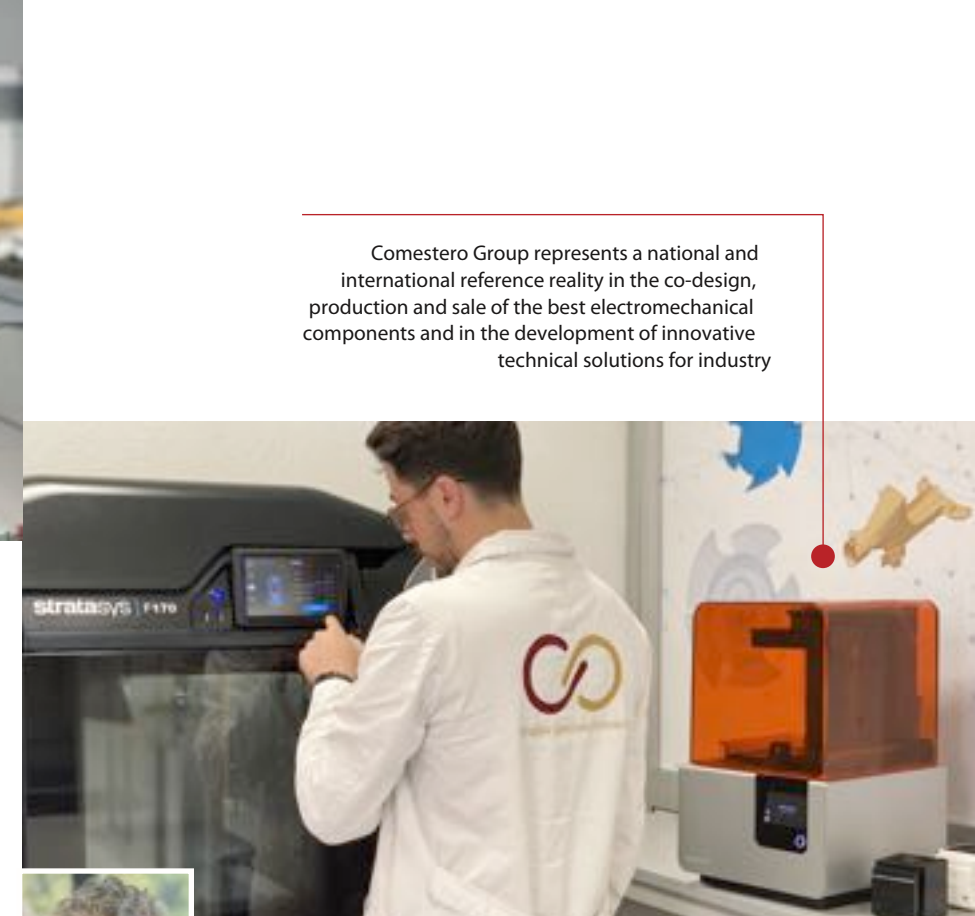 Comestero Group represents a national and
international reference reality in the co-design,
production and sale of the best electromechanical
components and in the development of innovative
technical solutions for industry
stratasys | F170